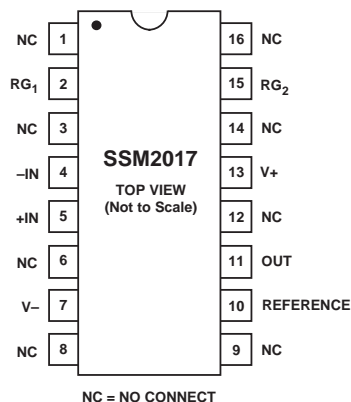 NC 1 16 NC
RG1 2 15 RG2
NC 3 14 NC
SSM2017
–IN 4 13 V+
TOP VIEW
(Not to Scale)
+IN 5 12 NC
NC 6 11 OUT
V– 7 10 REFERENCE
NC 8 9 NC
NC = NO CONNECT